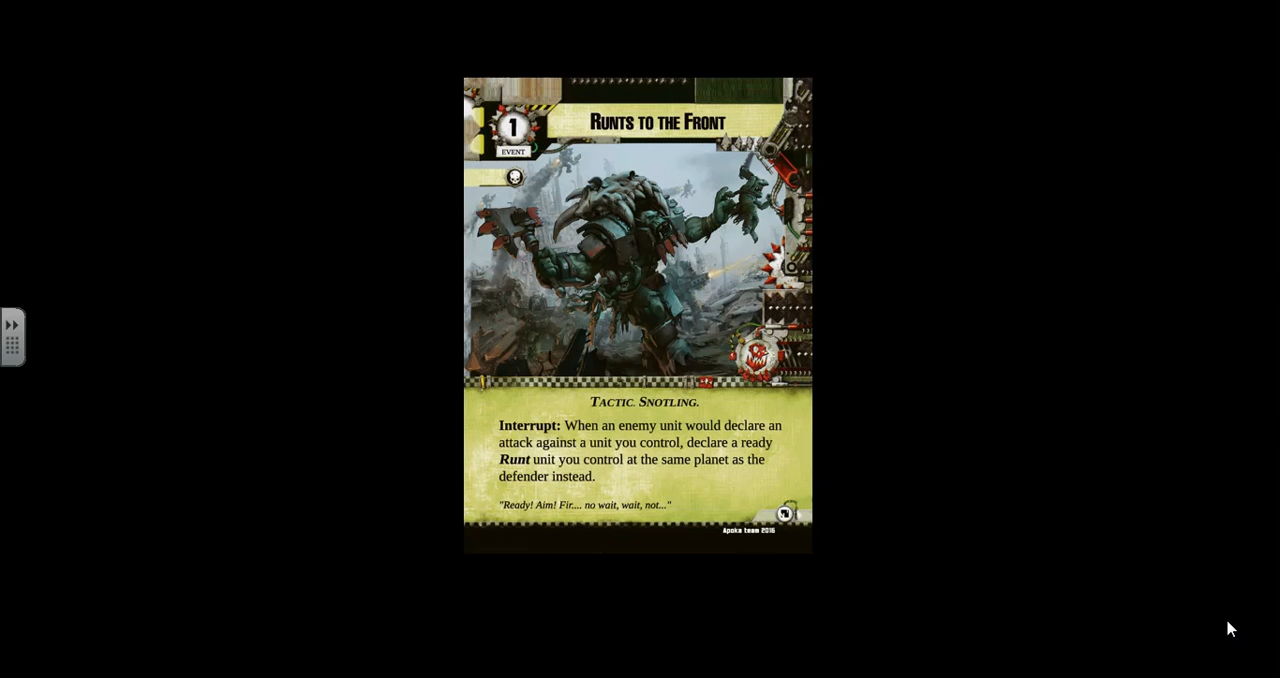 RUNTS TO THE FRONT
1
EVENT
TACTIC. SNOTLING.
Interrupt: When an enemy unit would declare an
attack against a unit you control, declare a ready
Runt unit you control at the same planet as the
defender instead.
"Ready! Aim! Fir.... no wait, wait, not..."
Apoka team 2016